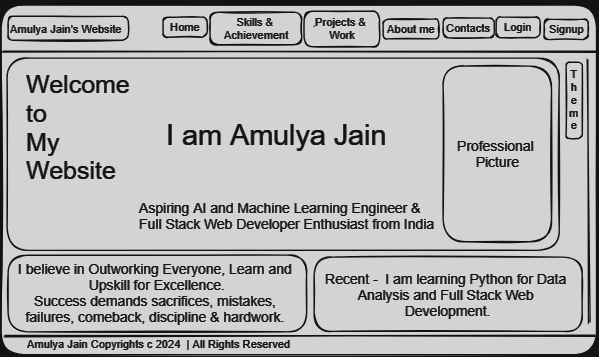 Amulya Jain's Website
Home
Skills &
Achievement
Projects &
Work
About me
Contacts
Login
Signup
Welcome
to
My
Website
I am Amulya Jain
Aspiring AI and Machine Learning Engineer &
Full Stack Web Developer Enthusiast from India
Professional
Picture
Theme
I believe in Outworking Everyone, Learn and
Upskill for Excellence.
Success demands sacrifices, mistakes,
failures, comeback, discipline & hardwork.
Recent - I am learning Python for Data
Analysis and Full Stack Web
Development.
Amulya Jain Copyrights c 2024 | All Rights Reserved